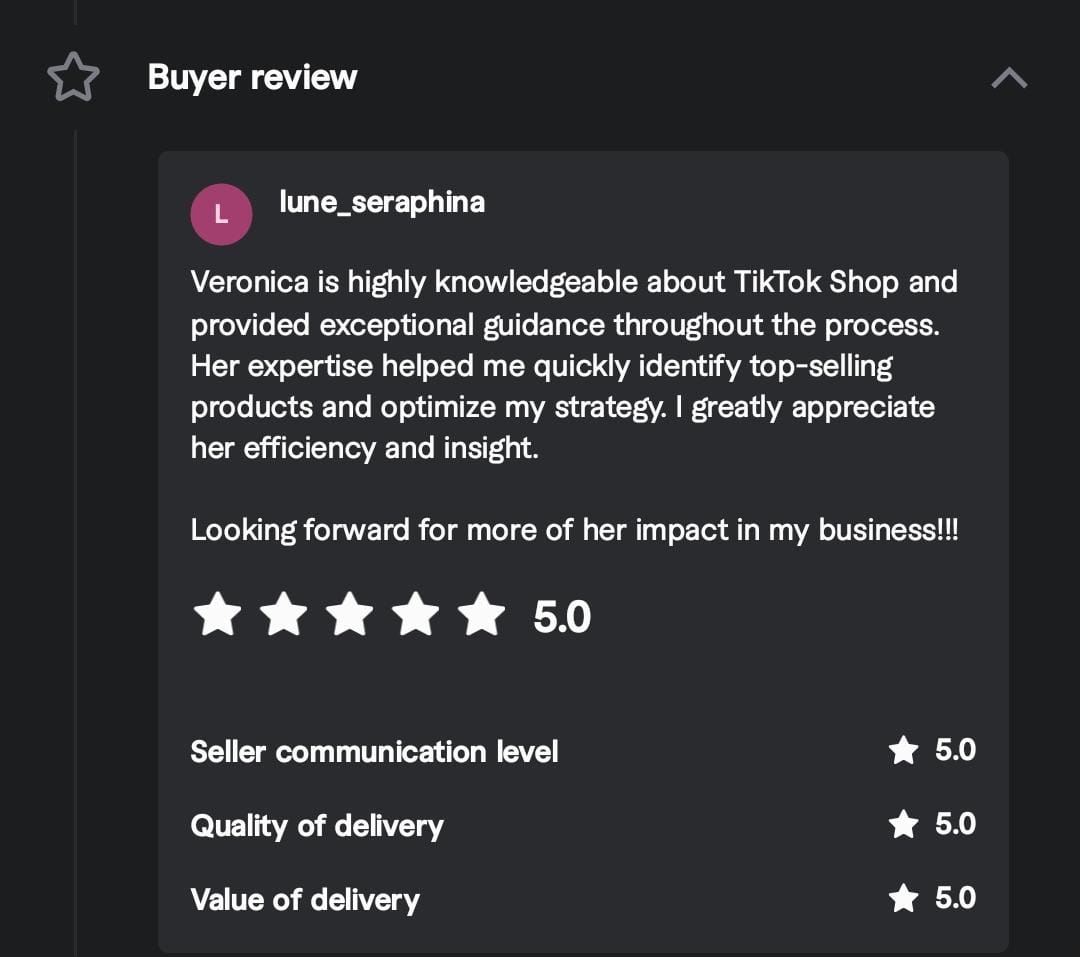 Buyer review
L
lune_seraphina
Veronica is highly knowledgeable about TikTok Shop and
provided exceptional guidance throughout the process.
Her expertise helped me quickly identify top-selling
products and optimize my strategy. I greatly appreciate
her efficiency and insight.
Looking forward for more of her impact in my business!!!
5.0
Seller communication level 5.0
Quality of delivery 5.0
Value of delivery 5.0